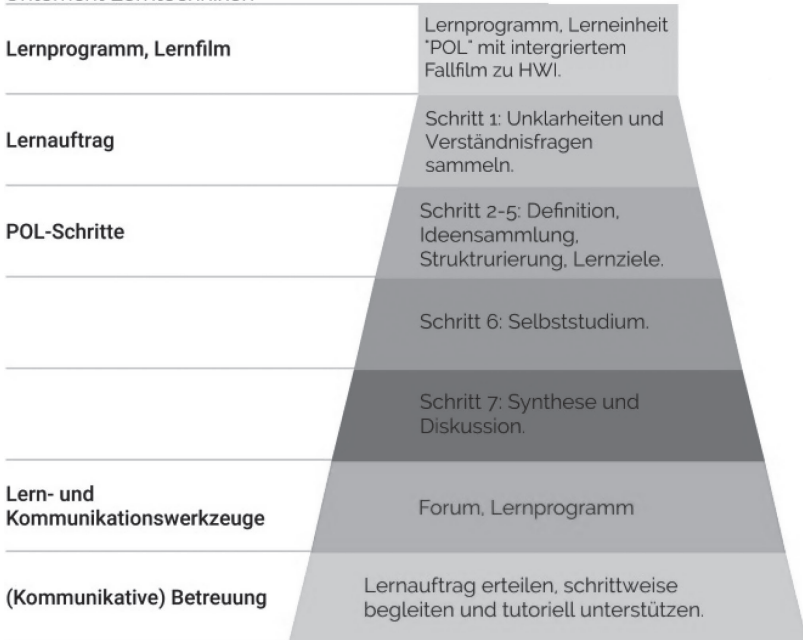 Lernprogramm, Lernfilm
Lernprogramm, Lerneinheit
"POL" mit intergriertem
Fallfilm zu HWI.
Lernauftrag
Schritt 1: Unklarheiten und
Verständnisfragen
sammeln.
POL-Schritte
Schritt 2-5: Definition,
Ideensammlung,
Struktrurierung, Lernziele.
Schritt 6: Selbststudium.
Schritt 7: Synthese und
Diskussion.
Lern- und
Kommunikationswerkzeuge
Forum, Lernprogramm
(Kommunikative) Betreuung
Lernauftrag erteilen, schrittweise
begleiten und tutoriell unterstützen.